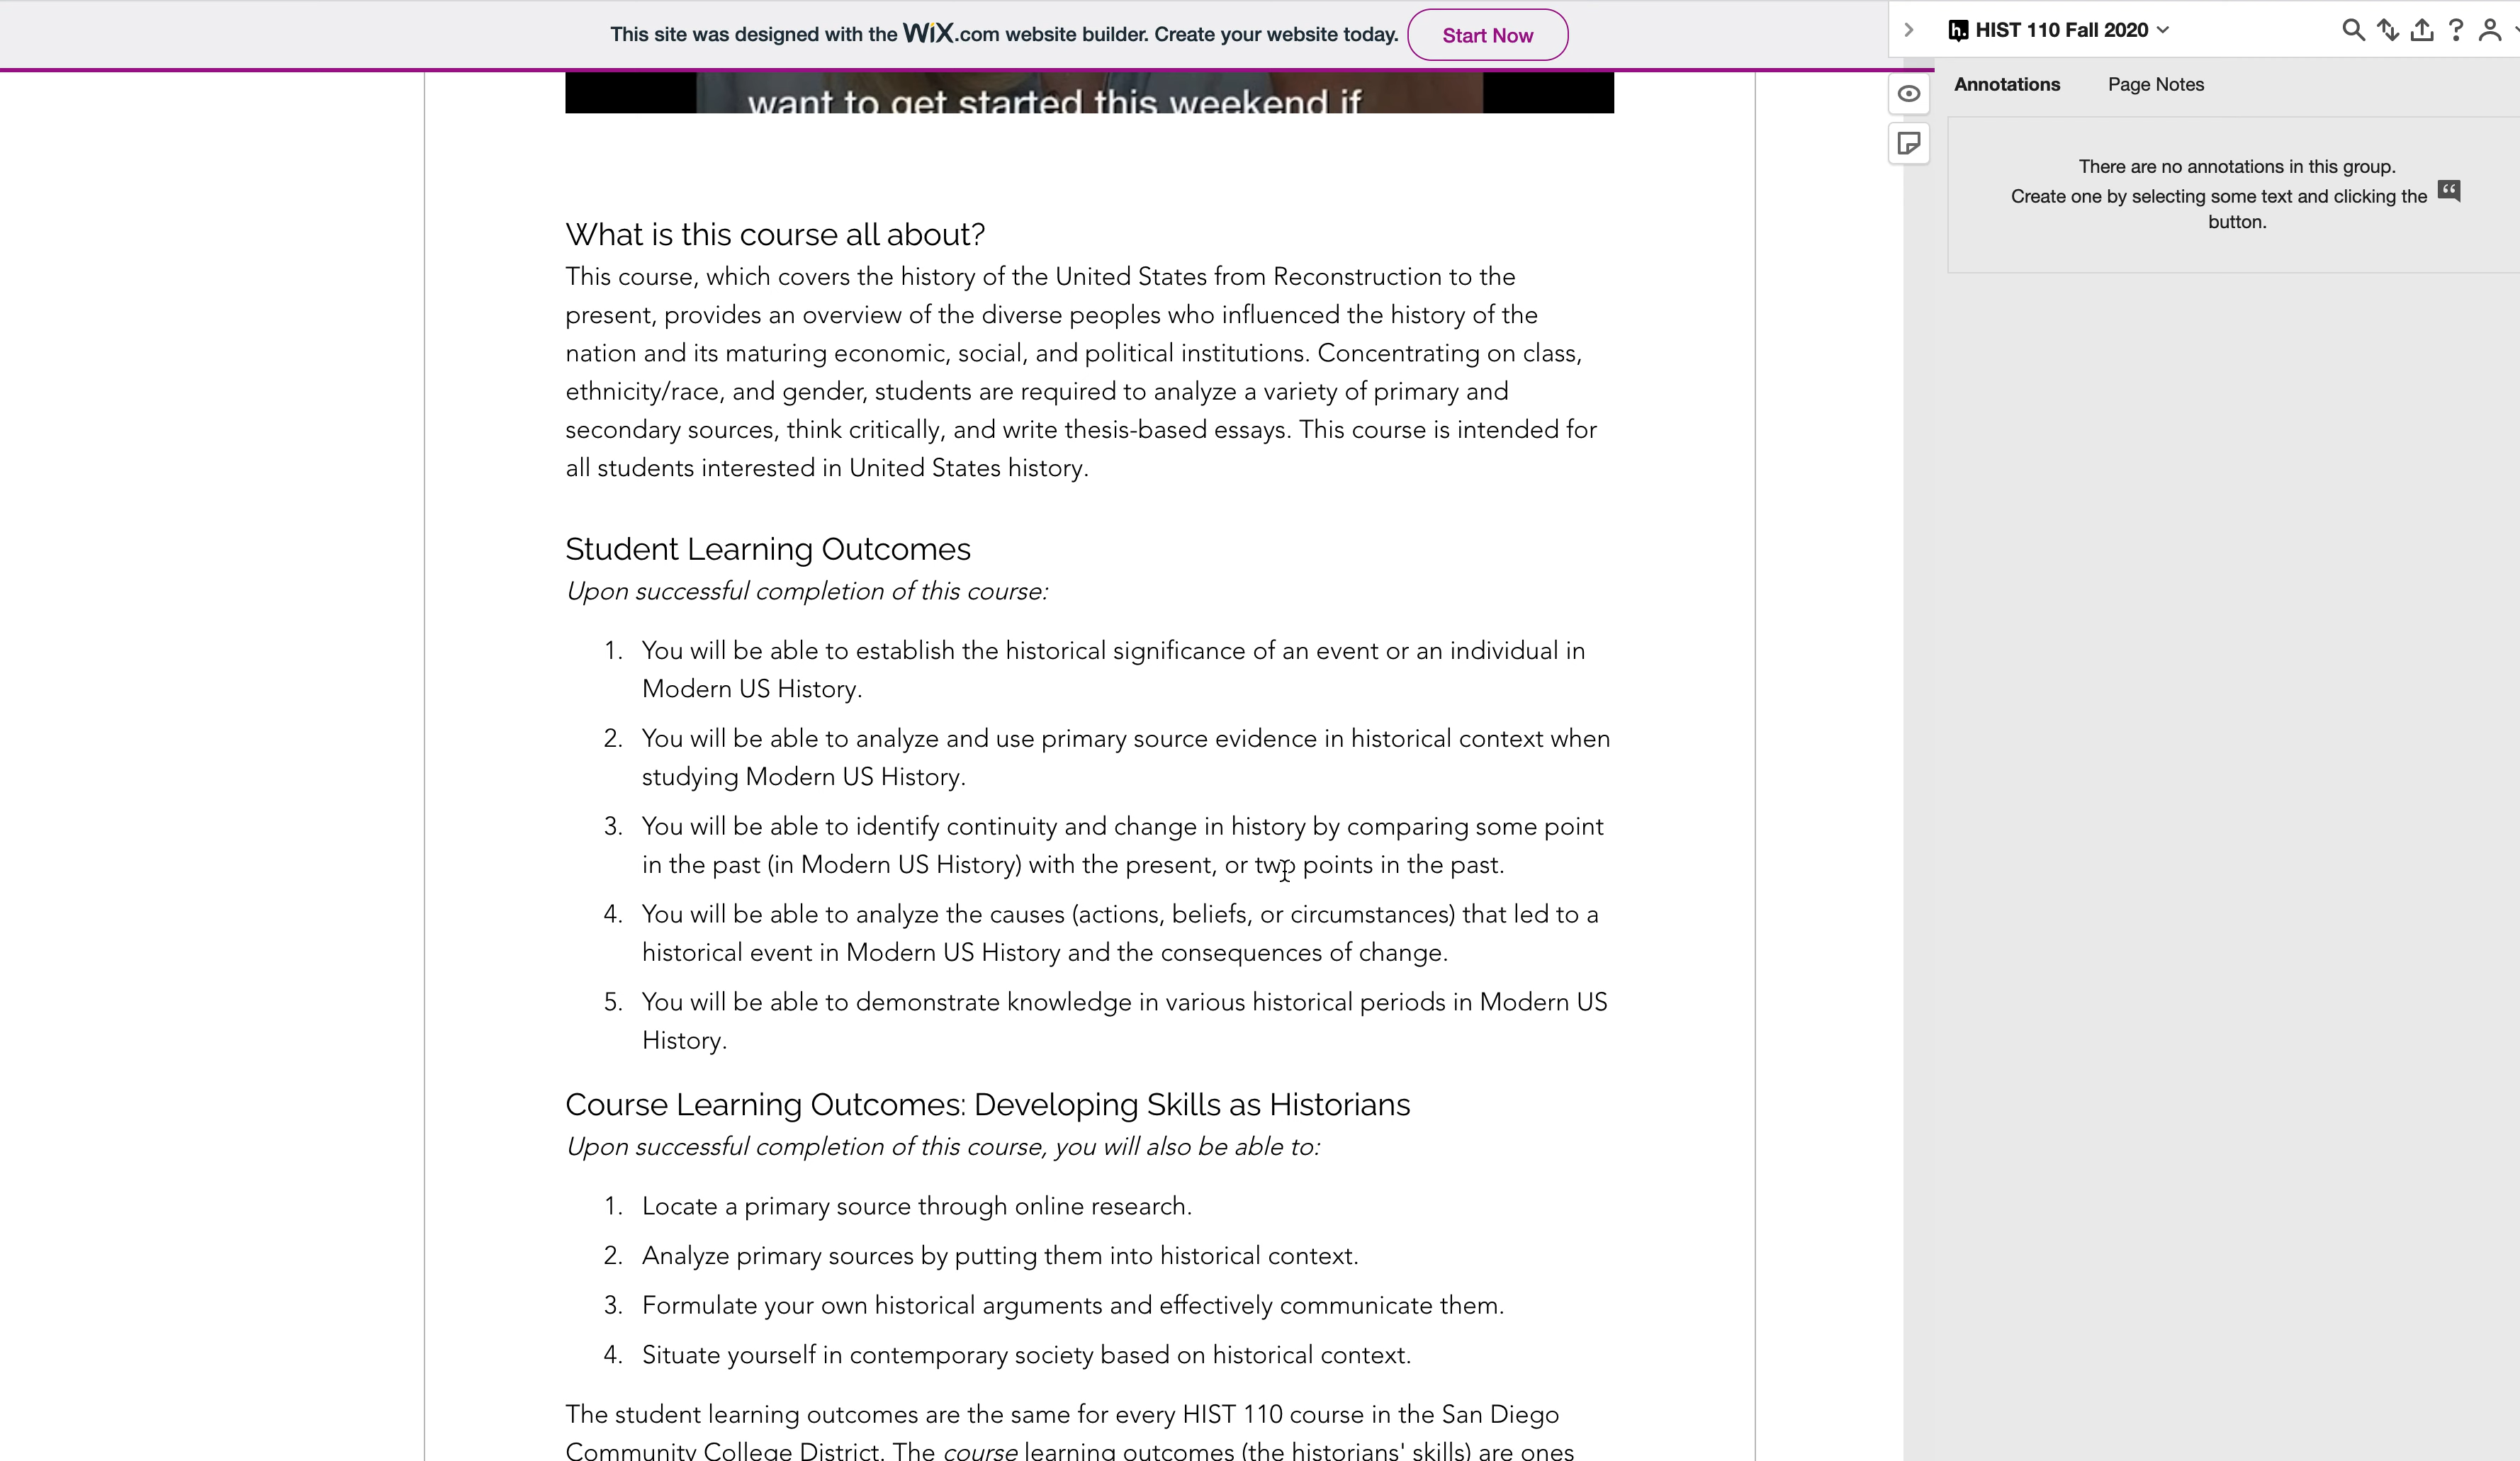 This site was designed with the WiX.com website builder. Create your website today. Start Now
HIST 110 Fall 2020
Annotations Page Notes
want to get started this weekend if
There are no annotations in this group.
Create one by selecting some text and clicking the
button.
What is this course all about?
This course, which covers the history of the United States from Reconstruction to the
present, provides an overview of the diverse peoples who influenced the history of the
nation and its maturing economic, social, and political institutions. Concentrating on class,
ethnicity/race, and gender, students are required to analyze a variety of primary and
secondary sources, think critically, and write thesis-based essays. This course is intended for
all students interested in United States history.
Student Learning Outcomes
Upon successful completion of this course:
1. You will be able to establish the historical significance of an event or an individual in
Modern US History.
2. You will be able to analyze and use primary source evidence in historical context when
studying Modern US History.
3. You will be able to identify continuity and change in history by comparing some point
in the past (in Modern US History) with the present, or two points in the past.
4. You will be able to analyze the causes (actions, beliefs, or circumstances) that led to a
historical event in Modern US History and the consequences of change.
5. You will be able to demonstrate knowledge in various historical periods in Modern US
History.
Course Learning Outcomes: Developing Skills as Historians
Upon successful completion of this course, you will also be able to:
1. Locate a primary source through online research.
2. Analyze primary sources by putting them into historical context.
3. Formulate your own historical arguments and effectively communicate them.
4. Situate yourself in contemporary society based on historical context.
The student learning outcomes are the same for every HIST 110 course in the San Diego
Community College District. The course learning outcomes (the historians' skills) are ones